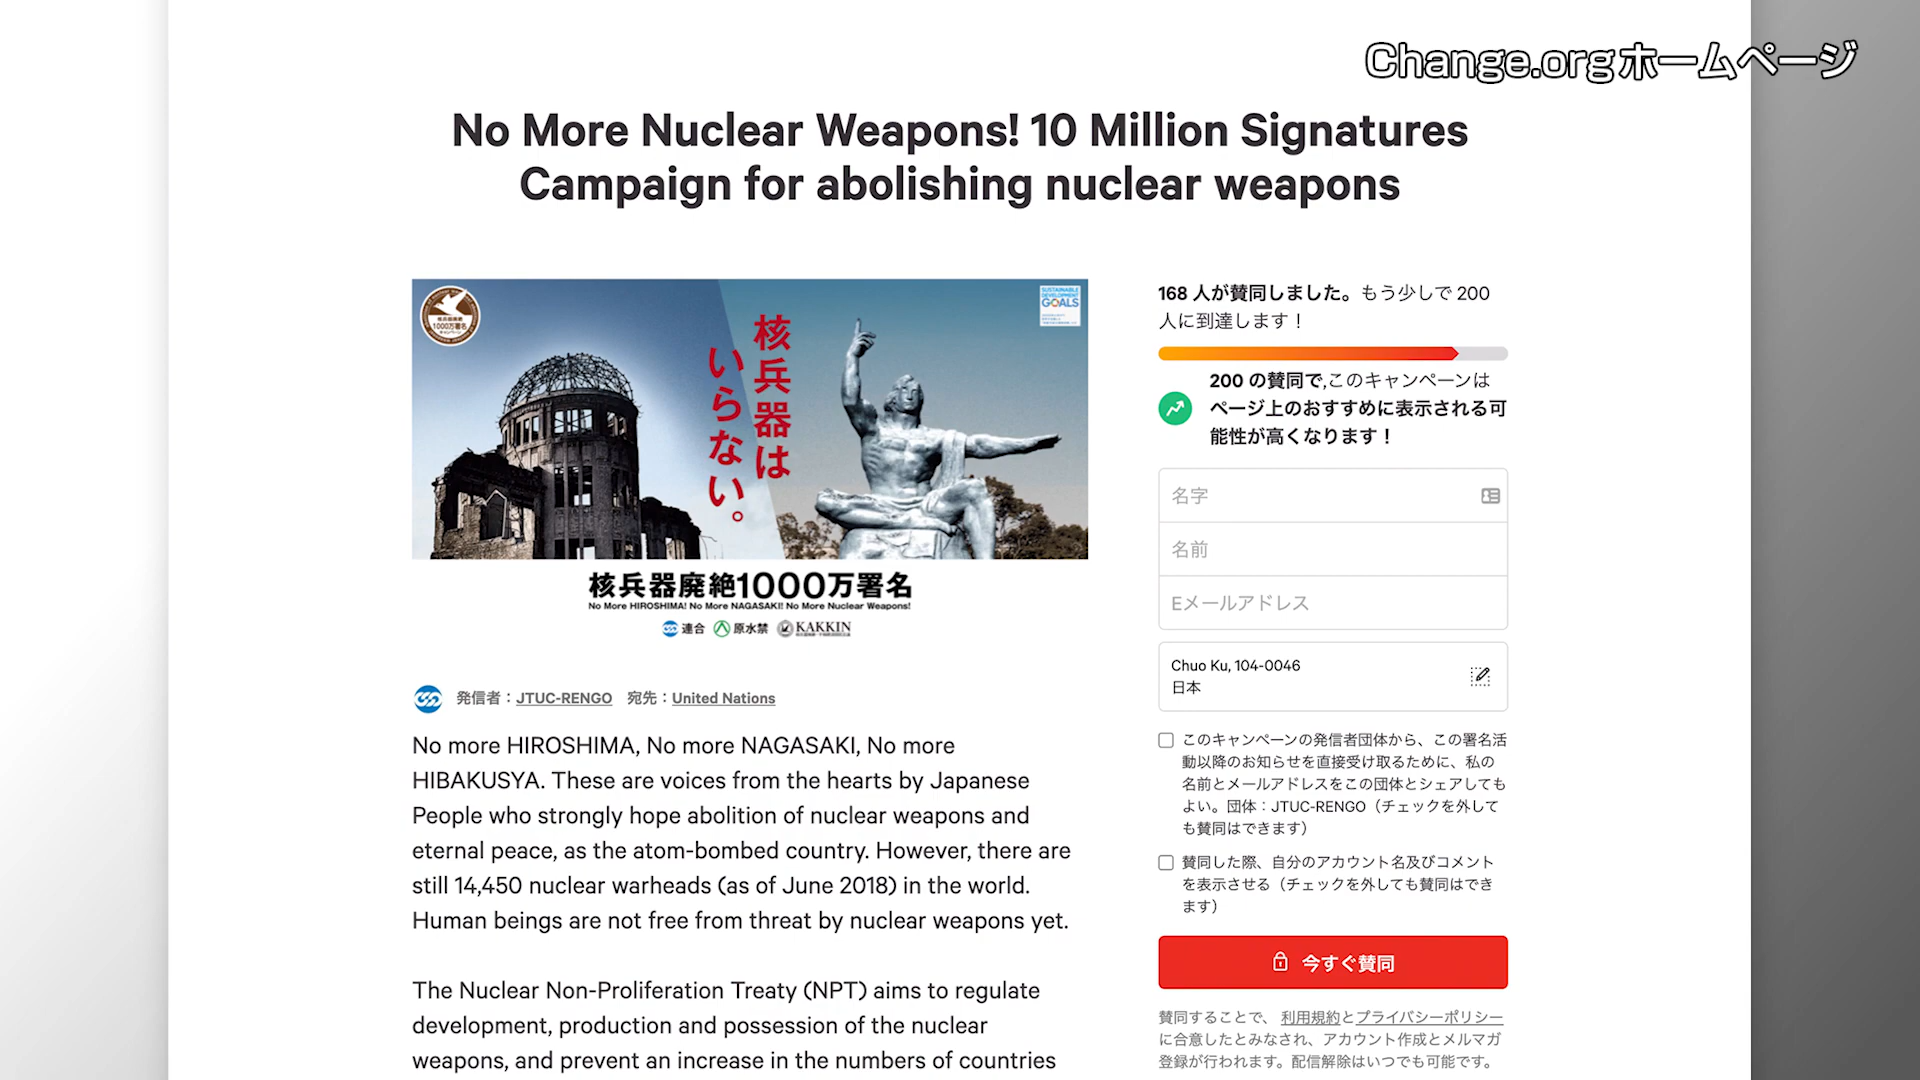 Change.orgホームページ
No More Nuclear Weapons! 10 Million Signatures
Campaign for abolishing nuclear weapons
1000万署名
SUSTAINABLE
DEVELOPMENT
GOALS
核兵器は
いらない。
核兵器廃絶1000万署名
No More HIROSHIMA! No More NAGASAKI! No More Nuclear Weapons!
連合 原水禁 KAKKIN
発信者：JTUC-RENGO 宛先：United Nations
No more HIROSHIMA, No more NAGASAKI, No more
HIBAKUSYA. These are voices from the hearts by Japanese
People who strongly hope abolition of nuclear weapons and
eternal peace, as the atom-bombed country. However, there are
still 14,450 nuclear warheads (as of June 2018) in the world.
Human beings are not free from threat by nuclear weapons yet.
The Nuclear Non-Proliferation Treaty (NPT) aims to regulate
development, production and possession of the nuclear
weapons, and prevent an increase in the numbers of countries
168 人が賛同しました。もう少しで 200
人に到達します！
200 の賛同で,このキャンペーンは
ページ上のおすすめに表示される可
能性が高くなります！
名字
名前
Eメールアドレス
Chuo Ku, 104-0046
日本
このキャンペーンの発信者団体から、この署名活
動以降のお知らせを直接受け取るために、私の
名前とメールアドレスをこの団体とシェアしても
よい。団体：JTUC-RENGO（チェックを外して
も賛同はできます）
賛同した際、自分のアカウント名及びコメント
を表示させる（チェックを外しても賛同はでき
ます）
今すぐ賛同
賛同することで、 利用規約とプライバシーポリシー
に合意したとみなされ、アカウント作成とメルマガ
登録が行われます。配信解除はいつでも可能です。